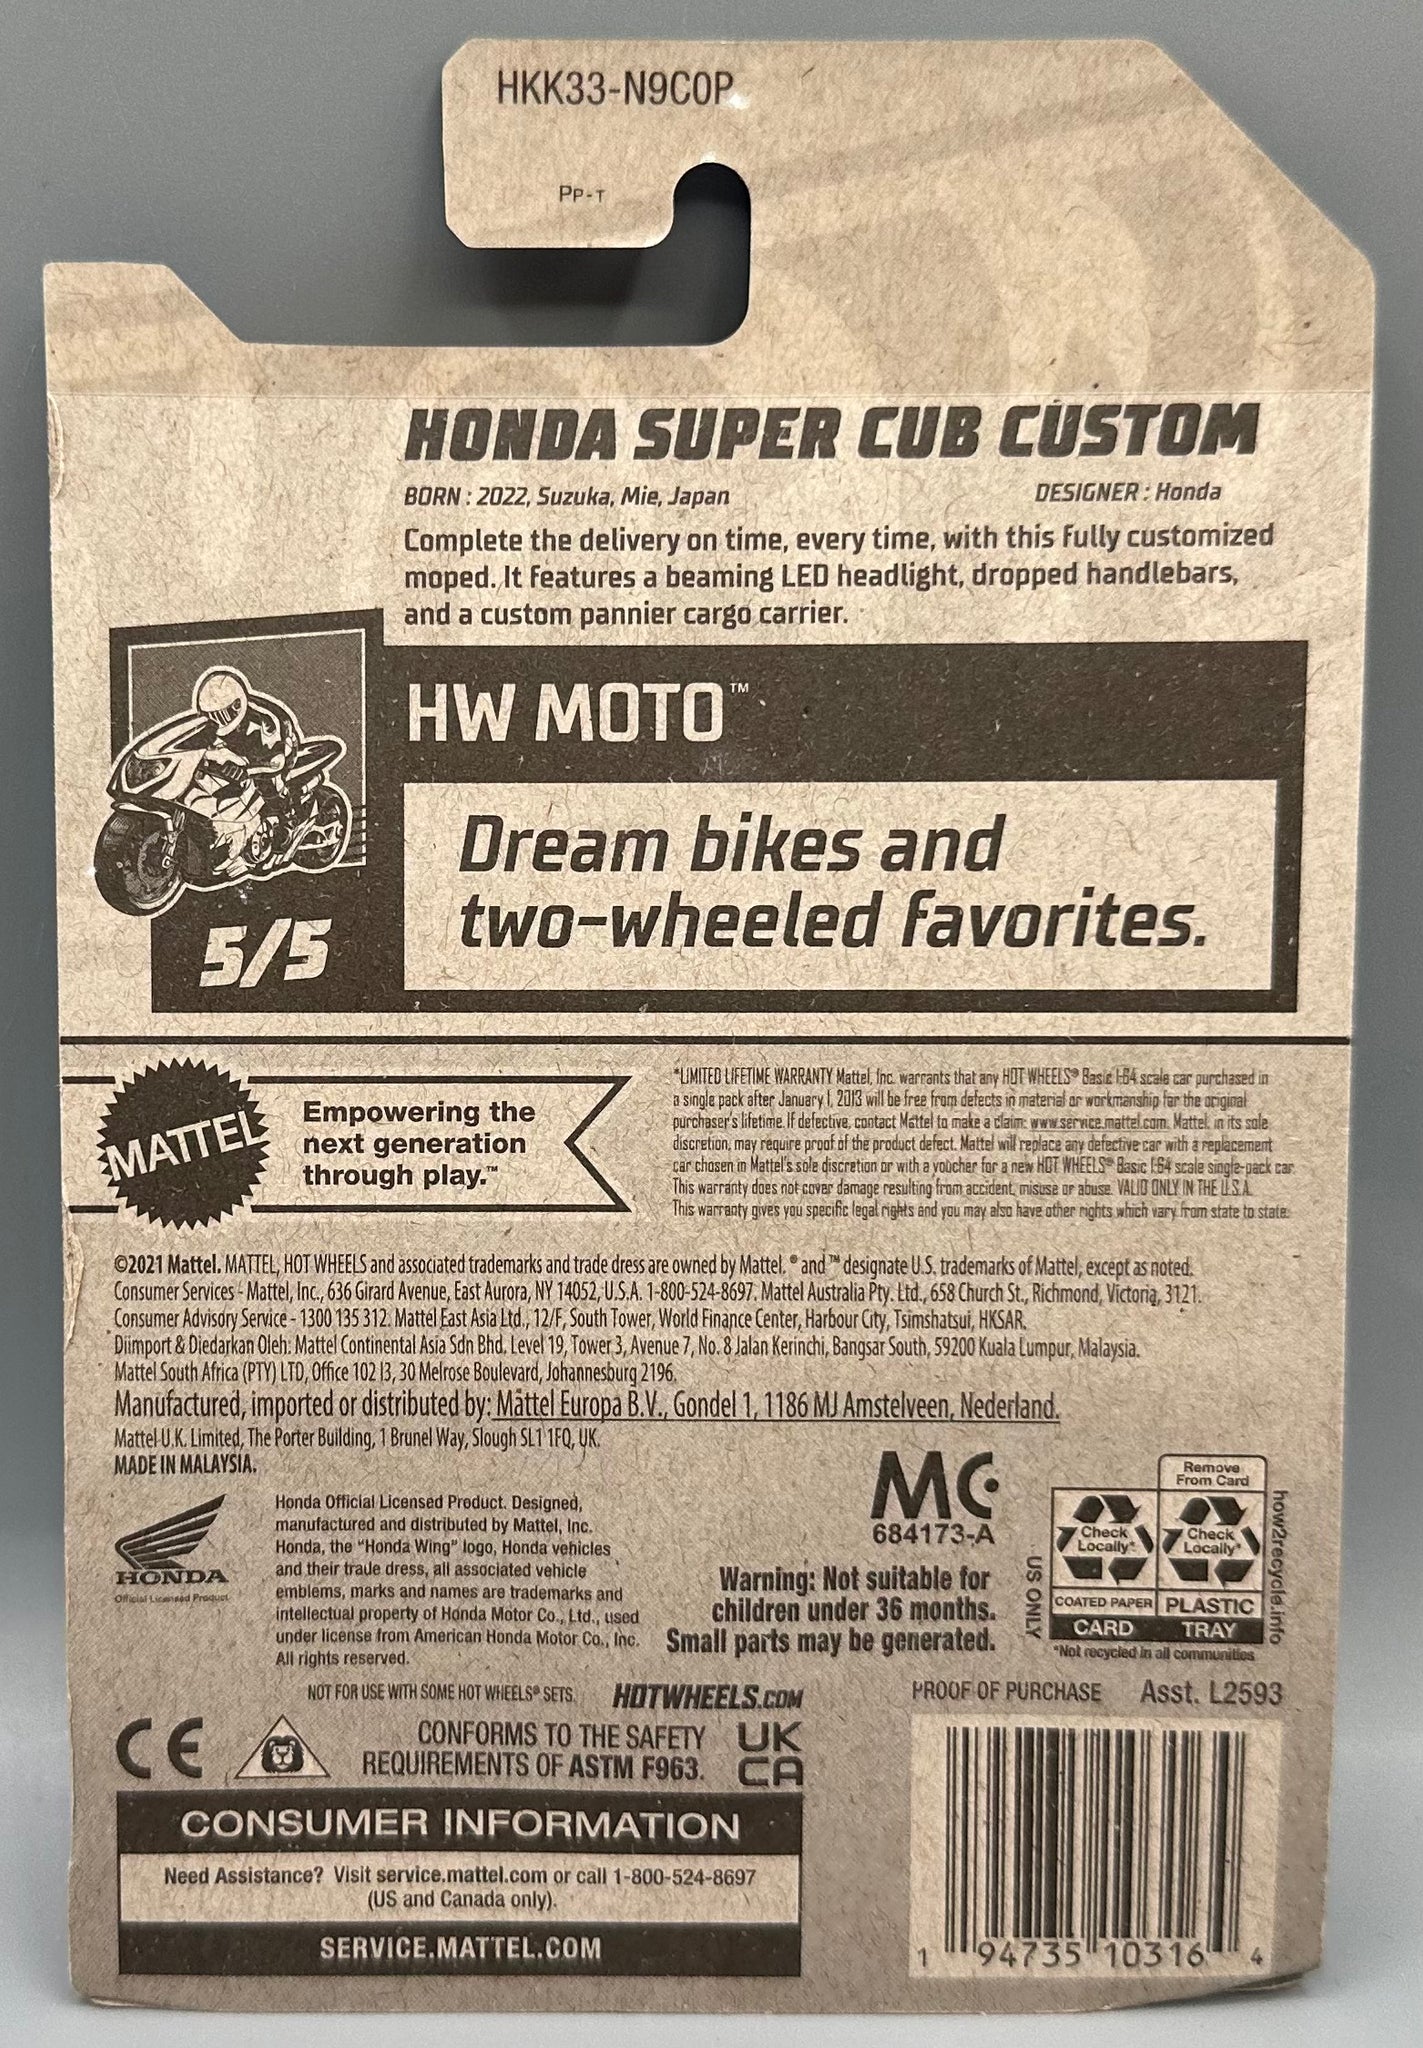 HKK33-N9C0P
PP-T
HONDA SUPER CUB CUSTOM
BORN : 2022, Suzuka, Mie, Japan
DESIGNER : Honda
Complete the delivery on time, every time, with this fully customized
moped. It features a beaming LED headlight, dropped handlebars,
and a custom pannier cargo carrier.
HW MOTO™
Dream bikes and
two-wheeled favorites.
5/5
MATTEL
Empowering the
next generation
through play.™
*LIMITED LIFETIME WARRANTY Mattel, Inc. warrants that any HOT WHEELS® Basic 1:64 scale car purchased in
a single pack after January 1, 2013 will be free from defects in material or workmanship for the original
purchaser's lifetime. If defective, contact Mattel to make a claim: www.service.mattel.com. Mattel, in its sole
discretion, may require proof of the product defect. Mattel will replace any defective car with a replacement
car chosen in Mattel's sole discretion or with a voucher for a new HOT WHEELS® Basic 1:64 scale single-pack car.
This warranty does not cover damage resulting from accident, misuse or abuse. VALID ONLY IN THE U.S.A.
This warranty gives you specific legal rights and you may also have other rights which vary from state to state.
©2021 Mattel. MATTEL, HOT WHEELS and associated trademarks and trade dress are owned by Mattel. ® and ™ designate U.S. trademarks of Mattel, except as noted.
Consumer Services - Mattel, Inc., 636 Girard Avenue, East Aurora, NY 14052, U.S.A. 1-800-524-8697. Mattel Australia Pty. Ltd., 658 Church St., Richmond, Victoria, 3121.
Consumer Advisory Service - 1300 135 312. Mattel East Asia Ltd., 12/F, South Tower, World Finance Center, Harbour City, Tsimshatsui, HKSAR.
Diimport & Diedarkan Oleh: Mattel Continental Asia Sdn Bhd. Level 19, Tower 3, Avenue 7, No. 8 Jalan Kerinchi, Bangsar South, 59200 Kuala Lumpur, Malaysia.
Mattel South Africa (PTY) LTD, Office 102 I3, 30 Melrose Boulevard, Johannesburg 2196.
Manufactured, imported or distributed by: Mattel Europa B.V., Gondel 1, 1186 MJ Amstelveen, Nederland.
Mattel U.K. Limited, The Porter Building, 1 Brunel Way, Slough SL1 1FQ, UK.
MADE IN MALAYSIA.
HONDA
Official Licensed Product
Honda Official Licensed Product. Designed,
manufactured and distributed by Mattel, Inc.
Honda, the "Honda Wing" logo, Honda vehicles
and their trade dress, all associated vehicle
emblems, marks and names are trademarks and
intellectual property of Honda Motor Co., Ltd., used
under license from American Honda Motor Co., Inc.
All rights reserved.
MC
684173-A
Warning: Not suitable for
children under 36 months.
Small parts may be generated.
US ONLY
Remove
From Card
Check
Locally*
Check
Locally*
COATED PAPER
PLASTIC
CARD
TRAY
*Not recycled in all communities
how2recycle.info
NOT FOR USE WITH SOME HOT WHEELS® SETS.
HOTWHEELS.COM
PROOF OF PURCHASE
Asst. L2593
CE
CONFORMS TO THE SAFETY
REQUIREMENTS OF ASTM F963.
UK
CA
CONSUMER INFORMATION
Need Assistance? Visit service.mattel.com or call 1-800-524-8697
(US and Canada only).
SERVICE.MATTEL.COM
1 94735 10316 4